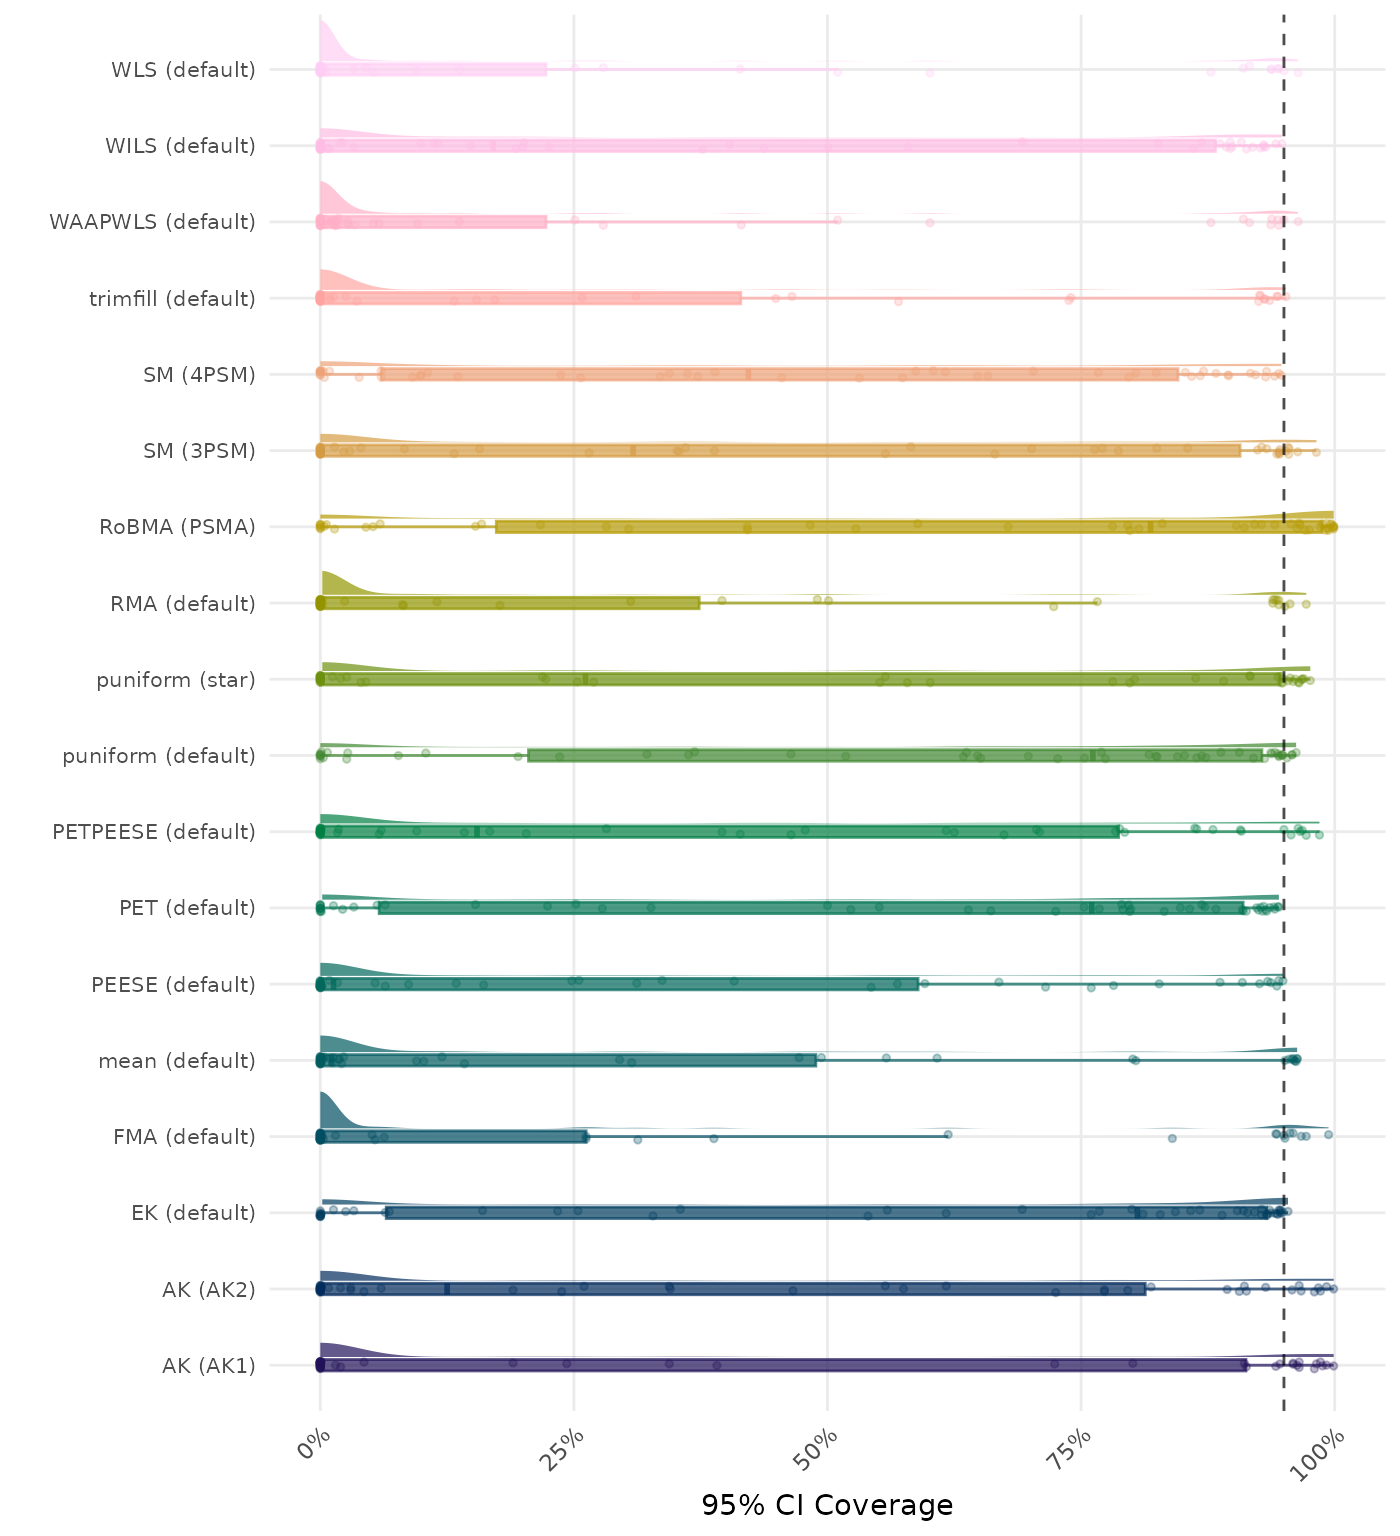 WLS (default)
WILS (default)
WAAPWLS (default)
trimfill (default)
SM (4PSM)
SM (3PSM)
RoBMA (PSMA)
RMA (default)
puniform (star)
puniform (default)
PETPEESE (default)
PET (default)
PEESE (default)
mean (default)
FMA (default)
EK (default)
AK (AK2)
AK (AK1)
0% 25% 50% 75% 100%
95% CI Coverage